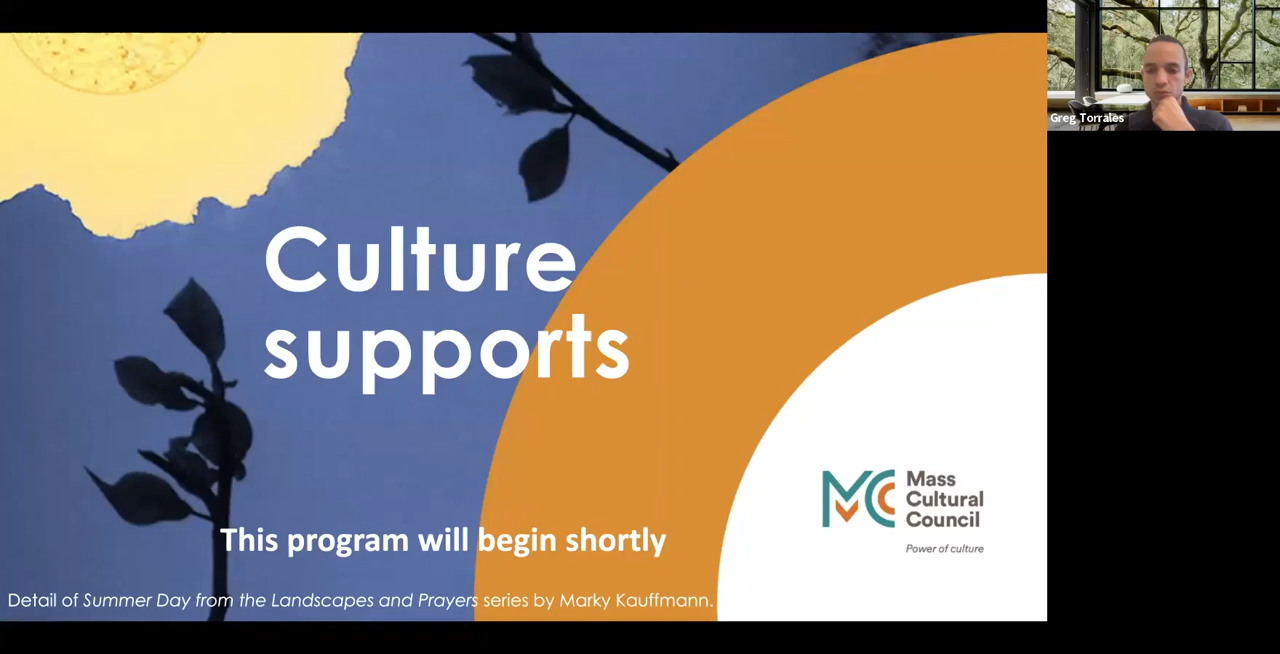 Greg Torrales
Culture
supports
Mass
Cultural
Council
Power of culture
This program will begin shortly
Detail of Summer Day from the Landscapes and Prayers series by Marky Kauffmann.